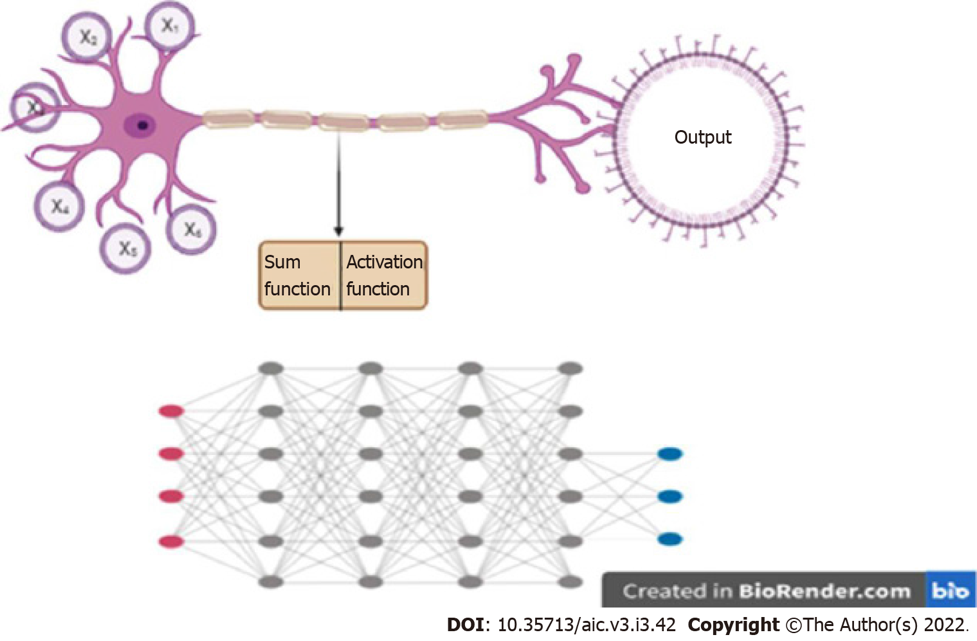 X₂
X₁
X₃
X₄
X₅
X₆
Output
Sum function
Activation function
Created in BioRender.com bio
DOI: 10.35713/aic.v3.i3.42 Copyright ©The Author(s) 2022.